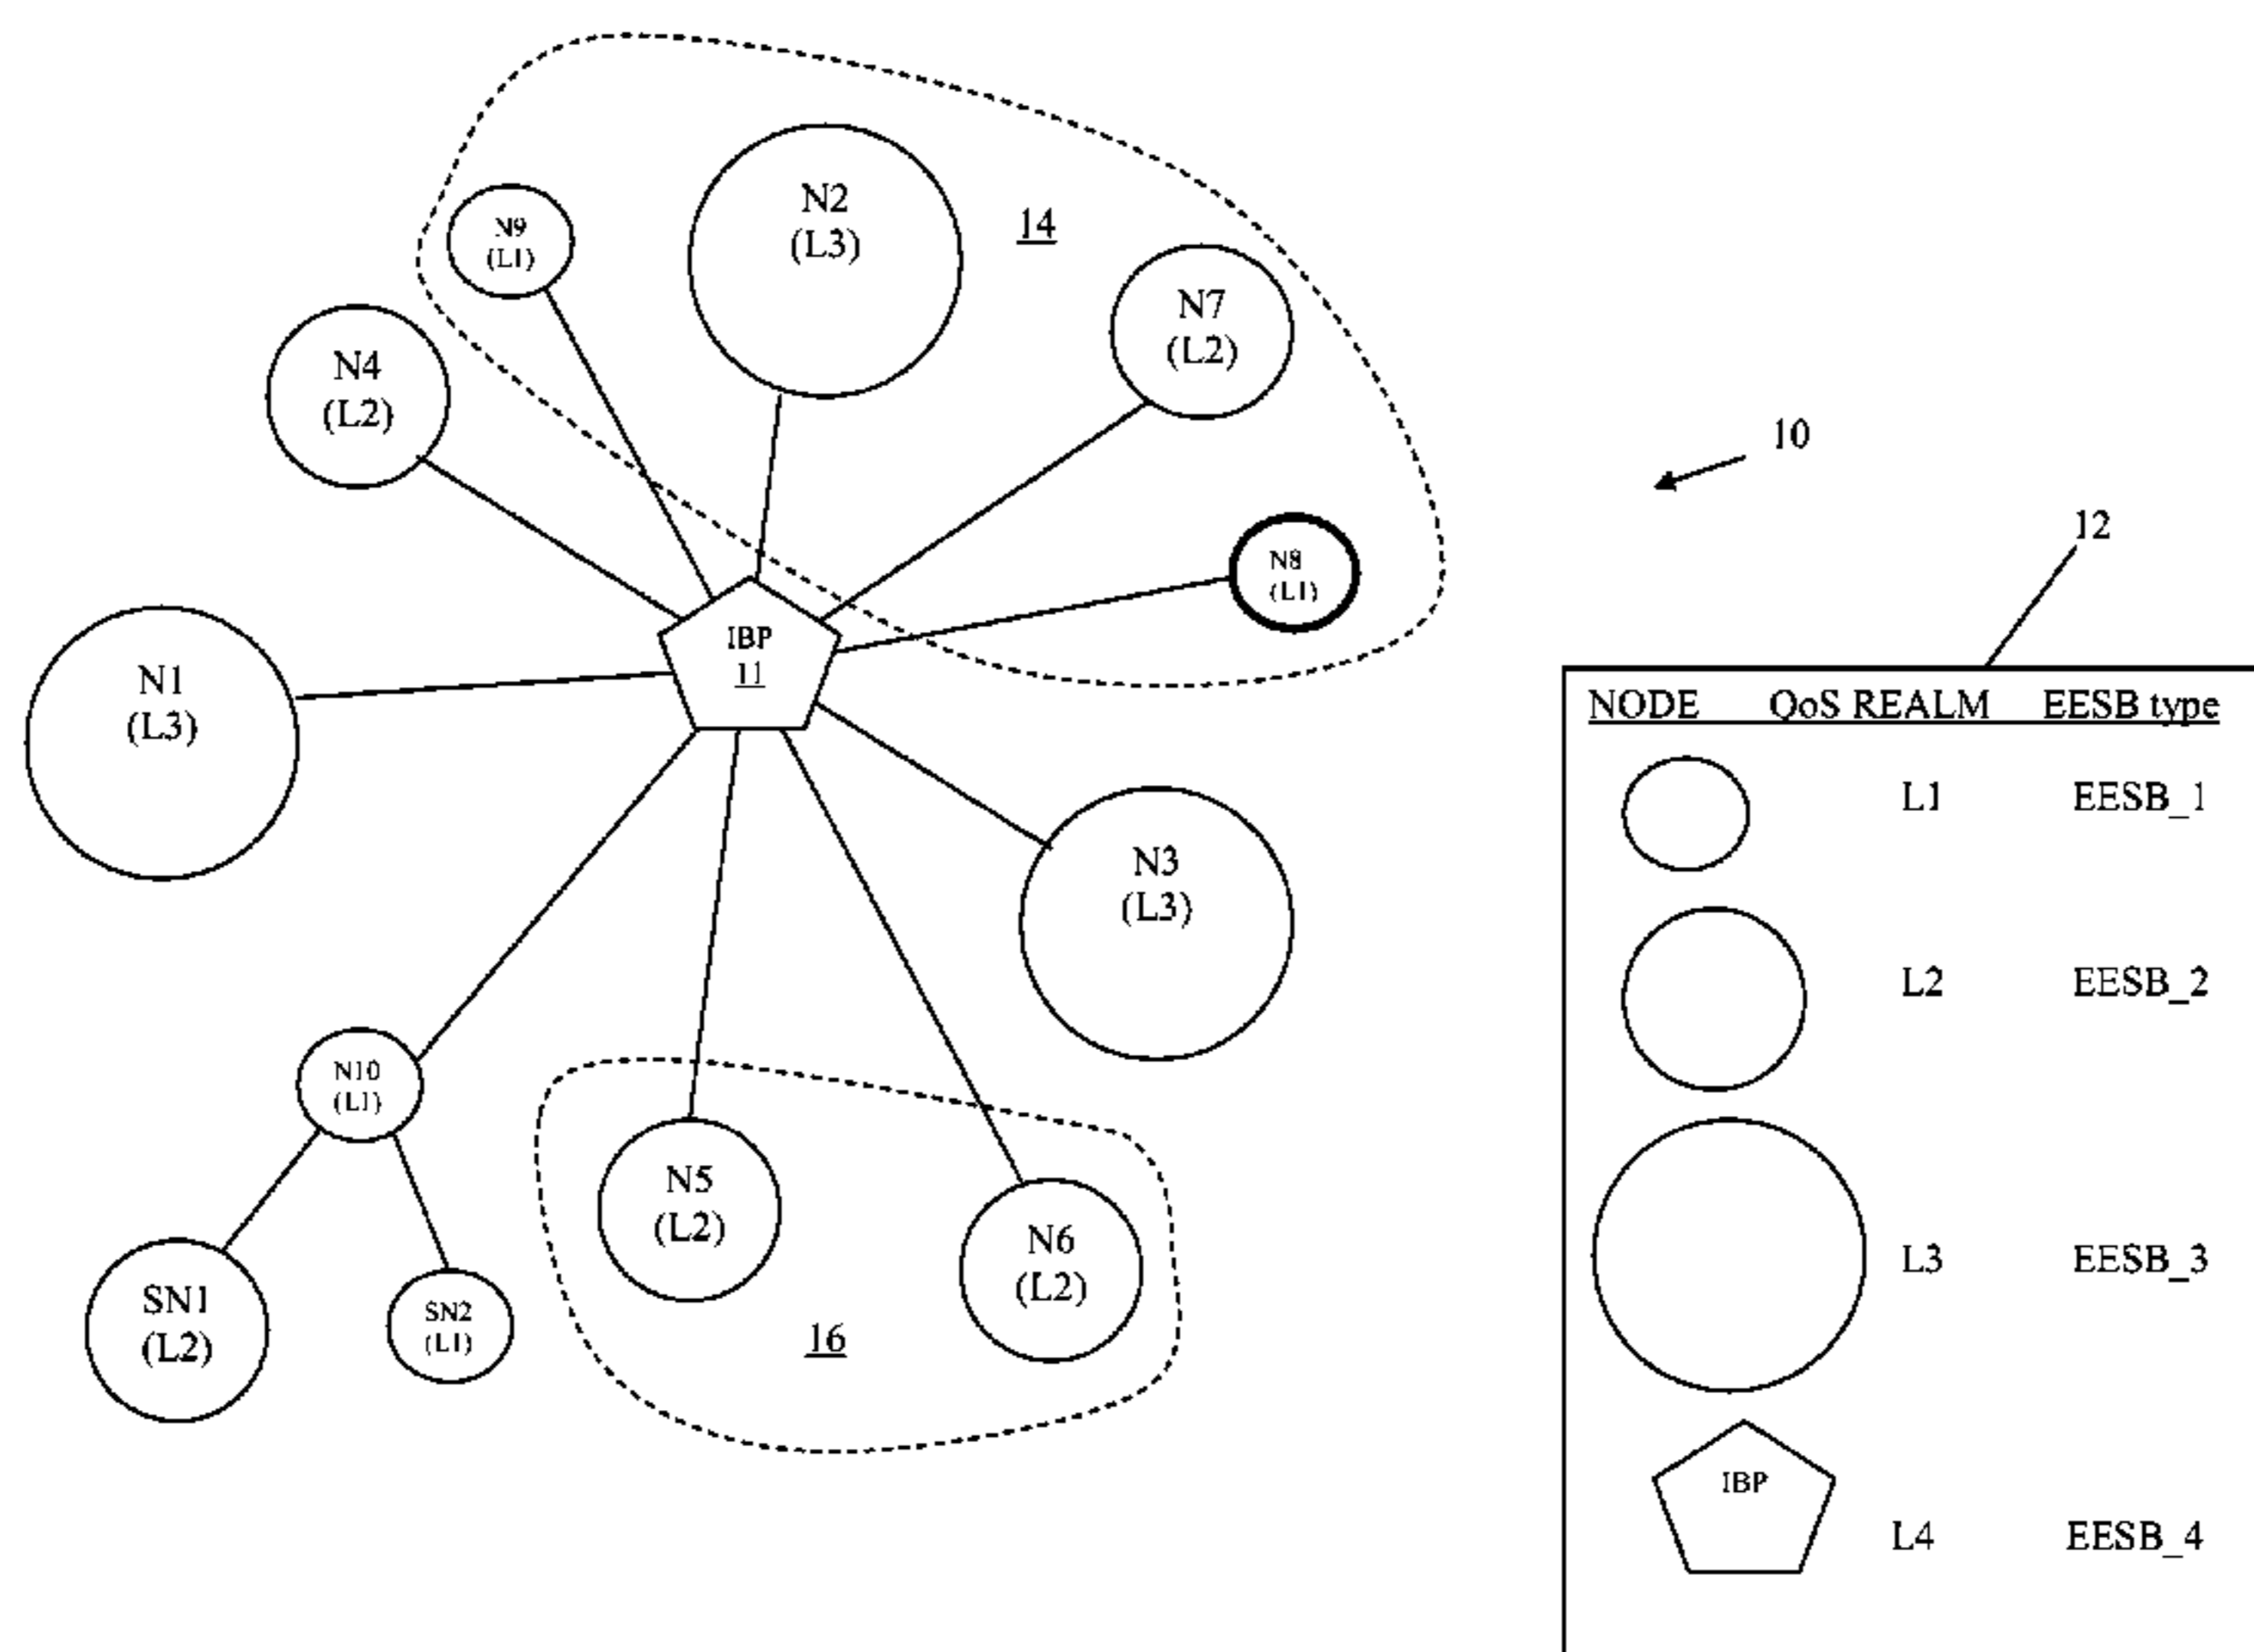 N2
(L3)
14
N9
(L1)
N7
(L2)
N4
(L2)
10
12
N8
(L1)
IBP
11
N1
(L3)
N3
(L3)
N10
(L1)
N5
(L2)
N6
(L2)
SN1
(L2)
SN2
(L1)
16
NODE QoS REALM EESB type
L1 EESB_1
L2 EESB_2
L3 EESB_3
IBP
L4 EESB_4